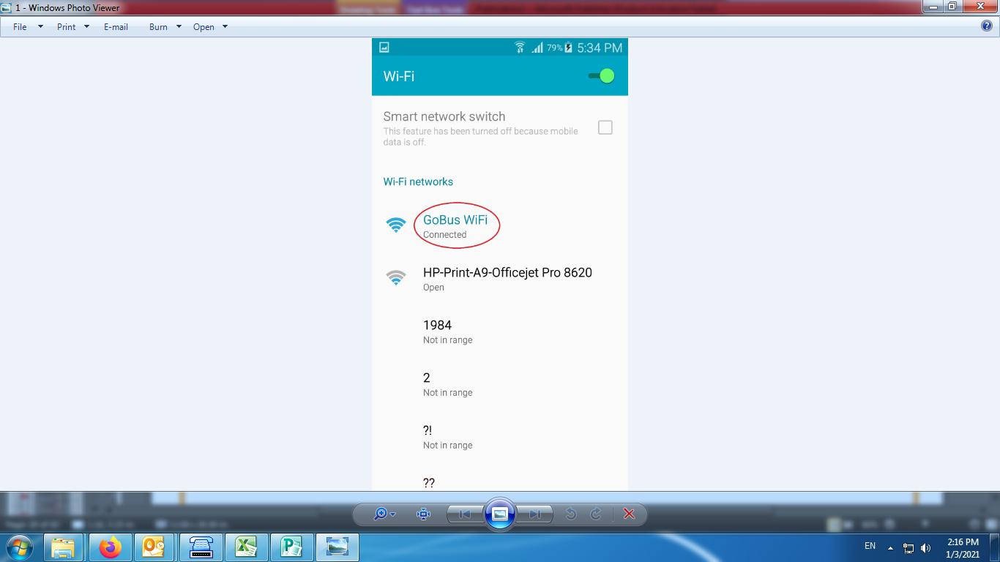 1 - Windows Photo Viewer
File Print E-mail Burn Open
79% 5:34 PM
Wi-Fi
Smart network switch
This feature has been turned off because mobile
data is off.
Wi-Fi networks
GoBus WiFi
Connected
HP-Print-A9-Officejet Pro 8620
Open
1984
Not in range
2
Not in range
?!
Not in range
??
EN
2:16 PM
1/3/2021